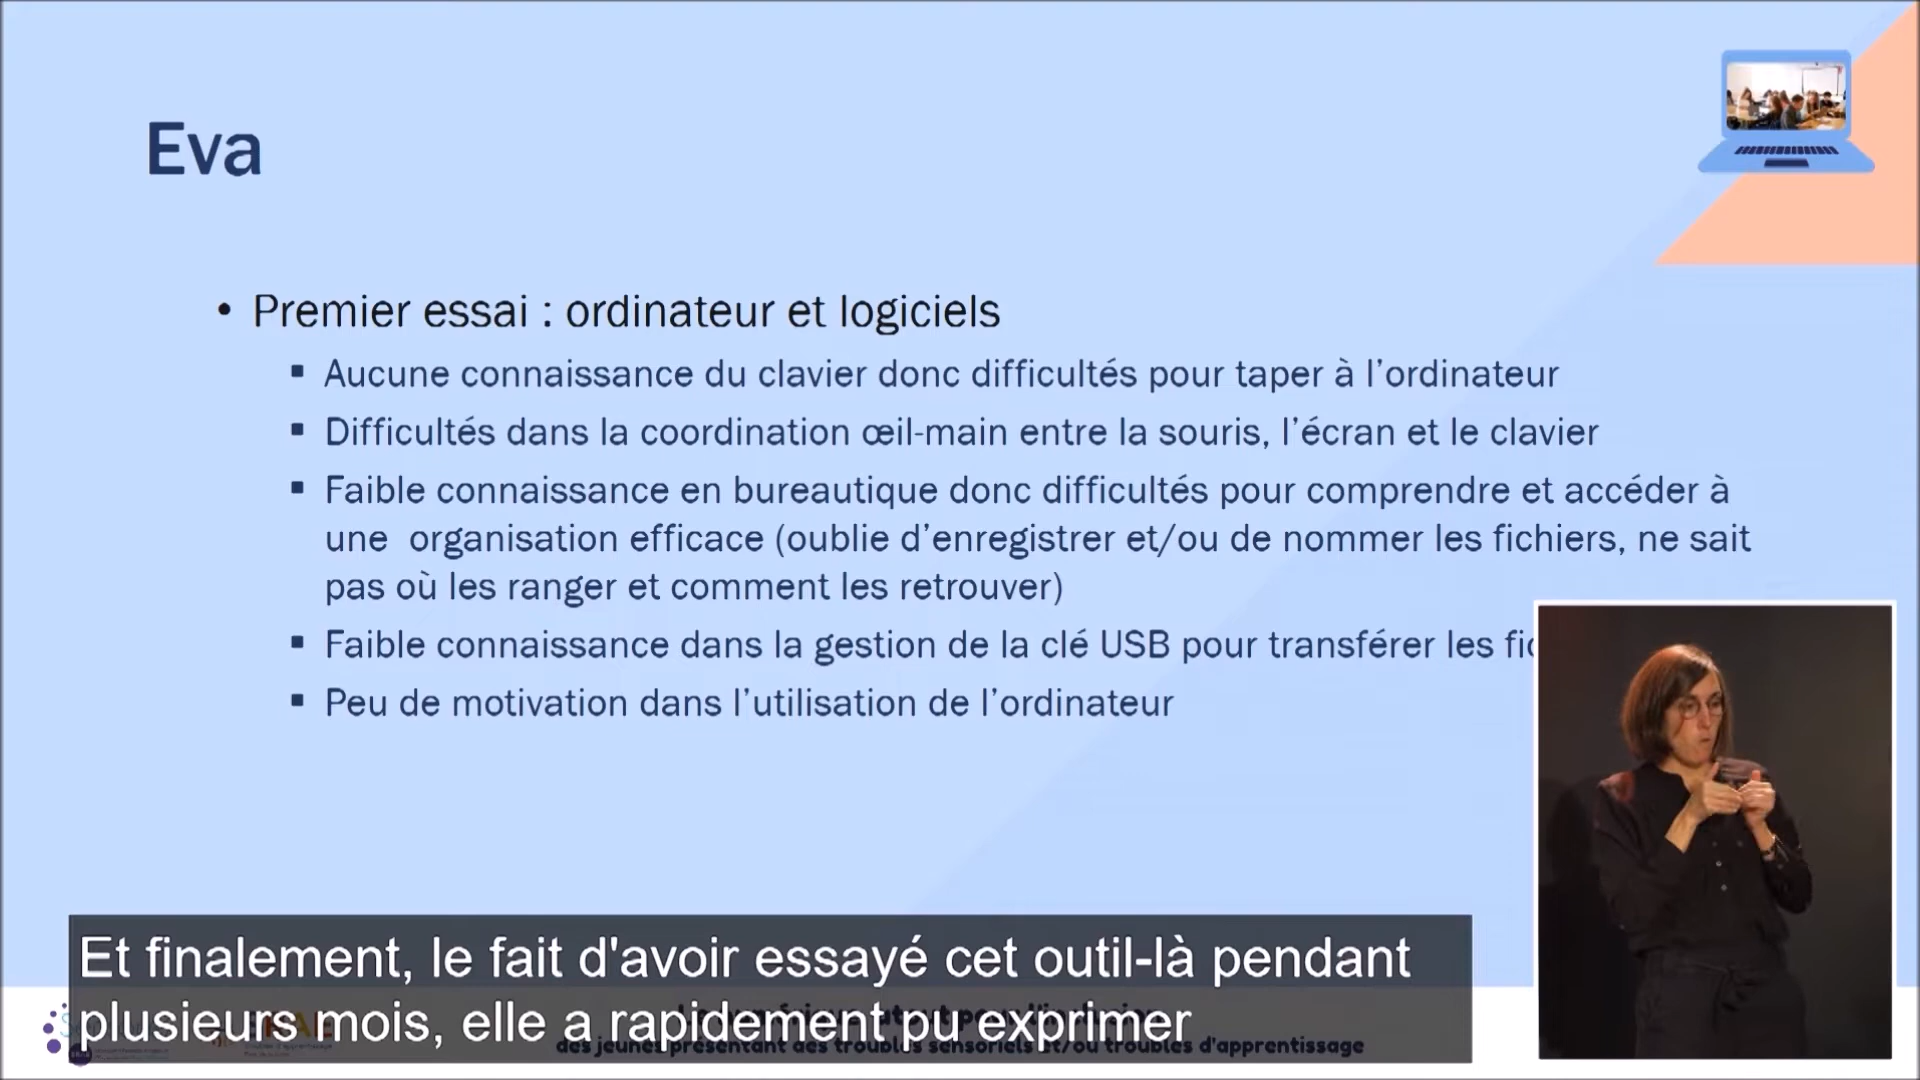 Eva
• Premier essai : ordinateur et logiciels
▪ Aucune connaissance du clavier donc difficultés pour taper à l’ordinateur
▪ Difficultés dans la coordination œil-main entre la souris, l’écran et le clavier
▪ Faible connaissance en bureautique donc difficultés pour comprendre et accéder à
une organisation efficace (oublie d’enregistrer et/ou de nommer les fichiers, ne sait
pas où les ranger et comment les retrouver)
▪ Faible connaissance dans la gestion de la clé USB pour transférer les fic
▪ Peu de motivation dans l’utilisation de l’ordinateur
Et finalement, le fait d'avoir essayé cet outil-là pendant
plusieurs mois, elle a rapidement pu exprimer
des jeunes présentant des troubles sensoriels et/ou troubles d'apprentissage